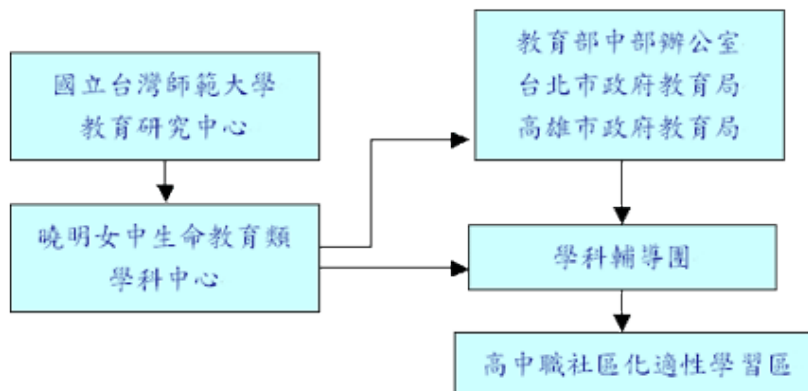 國立台灣師範大學
教育研究中心
曉明女中生命教育類
學科中心
教育部中部辦公室
台北市政府教育局
高雄市政府教育局
學科輔導團
高中職社區化適性學習區